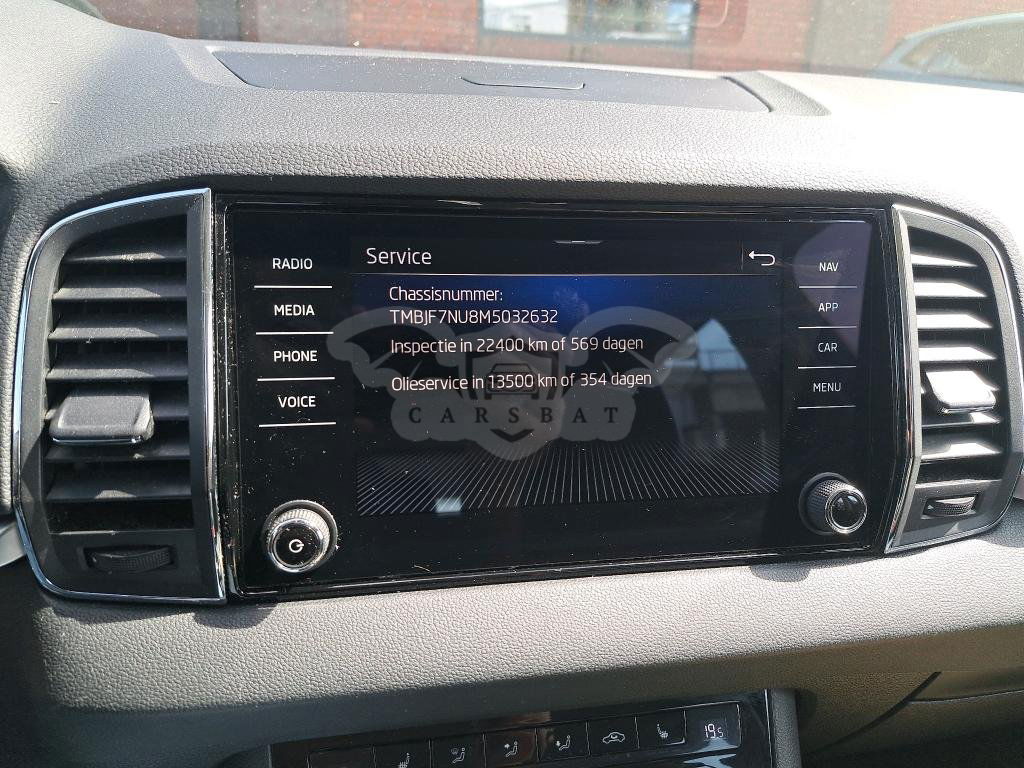 RADIO
MEDIA
PHONE
VOICE
Service
Chassisnummer:
TMBJF7NU8M5032632
Inspectie in 22400 km of 569 dagen
Olieservice in 13500 km of 354 dagen
CARSBAT
NAV
APP
CAR
MENU
19.5